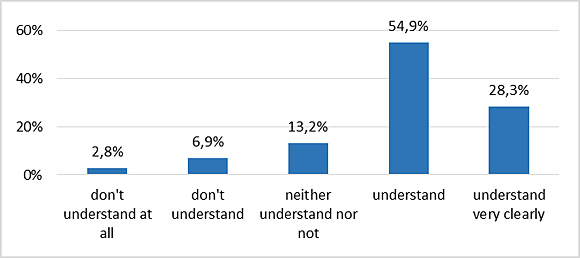 60%
54,9%
40%
28,3%
20%
13,2%
6,9%
2,8%
0%
don't understand at all
don't understand
neither understand nor not
understand
understand very clearly